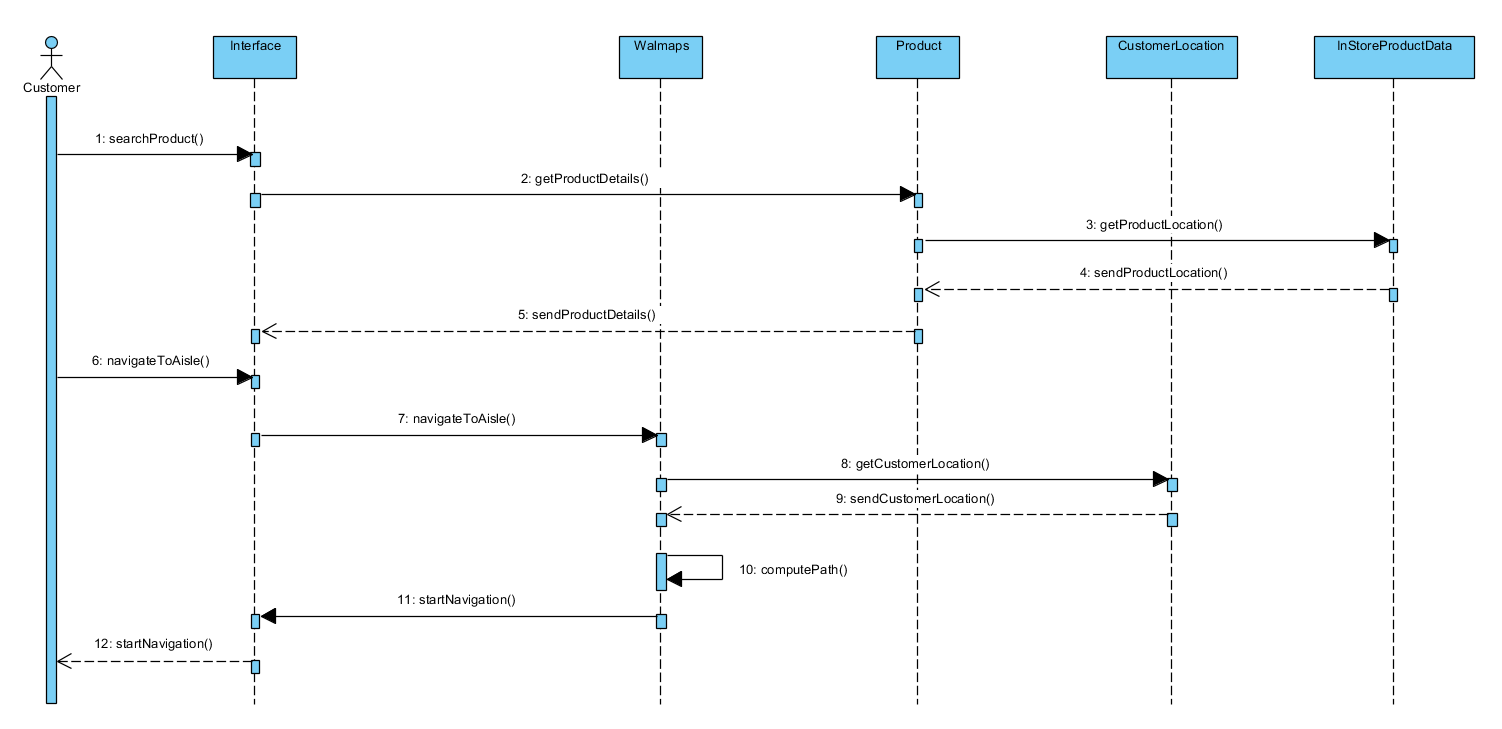 Interface
Walmaps
Product
CustomerLocation
InStoreProductData
Customer
1: searchProduct()
2: getProductDetails()
3: getProductLocation()
4: sendProductLocation()
5: sendProductDetails()
6: navigateToAisle()
7: navigateToAisle()
8: getCustomerLocation()
9: sendCustomerLocation()
10: computePath()
11: startNavigation()
12: startNavigation()